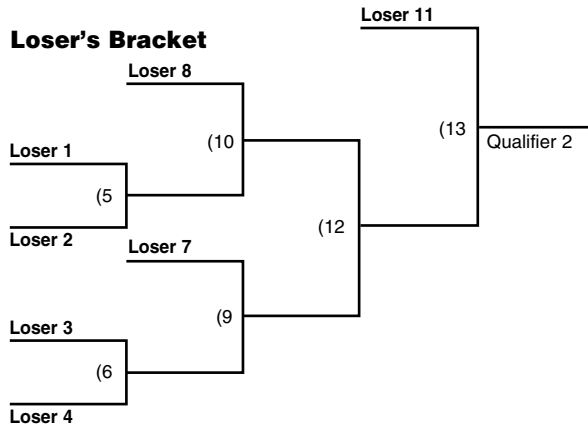 Loser 11
Loser's Bracket
Loser 8
(10
(13
Qualifier 2
Loser 1
(5
Loser 2
(12
Loser 7
(9
Loser 3
(6
Loser 4